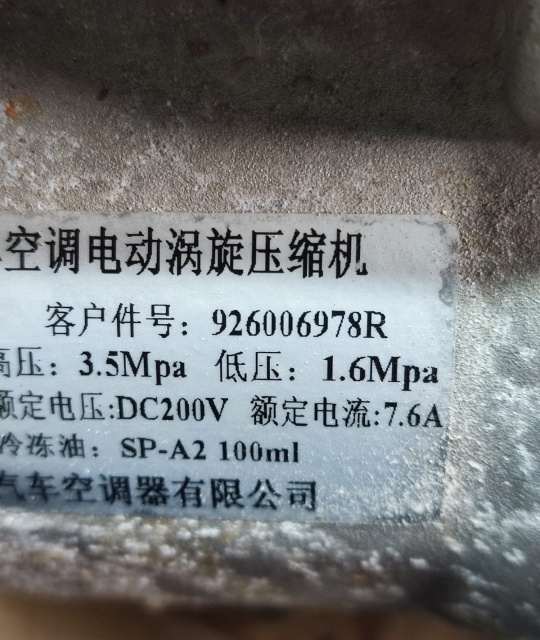 空调电动涡旋压缩机
客户件号：926006978R
高压：3.5Mpa 低压：1.6Mpa
额定电压:DC200V 额定电流:7.6A
冷冻油：SP-A2 100ml
汽车空调器有限公司